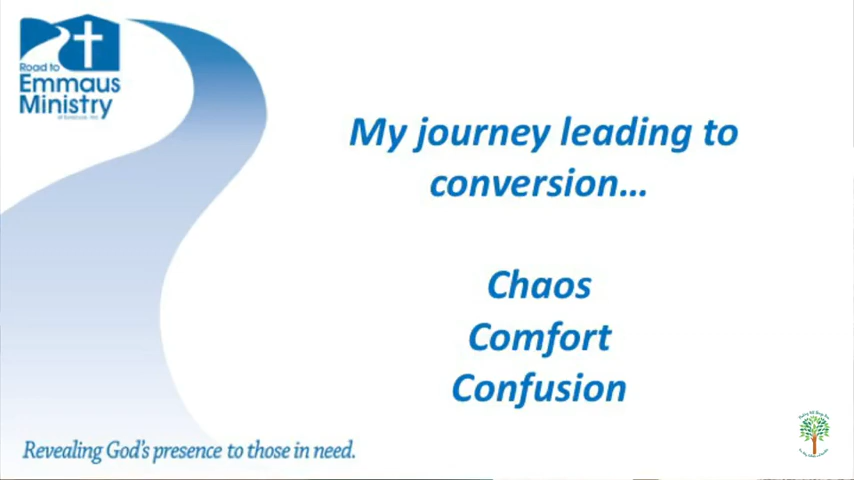 Road to
Emmaus
Ministry
My journey leading to
conversion...
Chaos
Comfort
Confusion
Revealing God's presence to those in need.